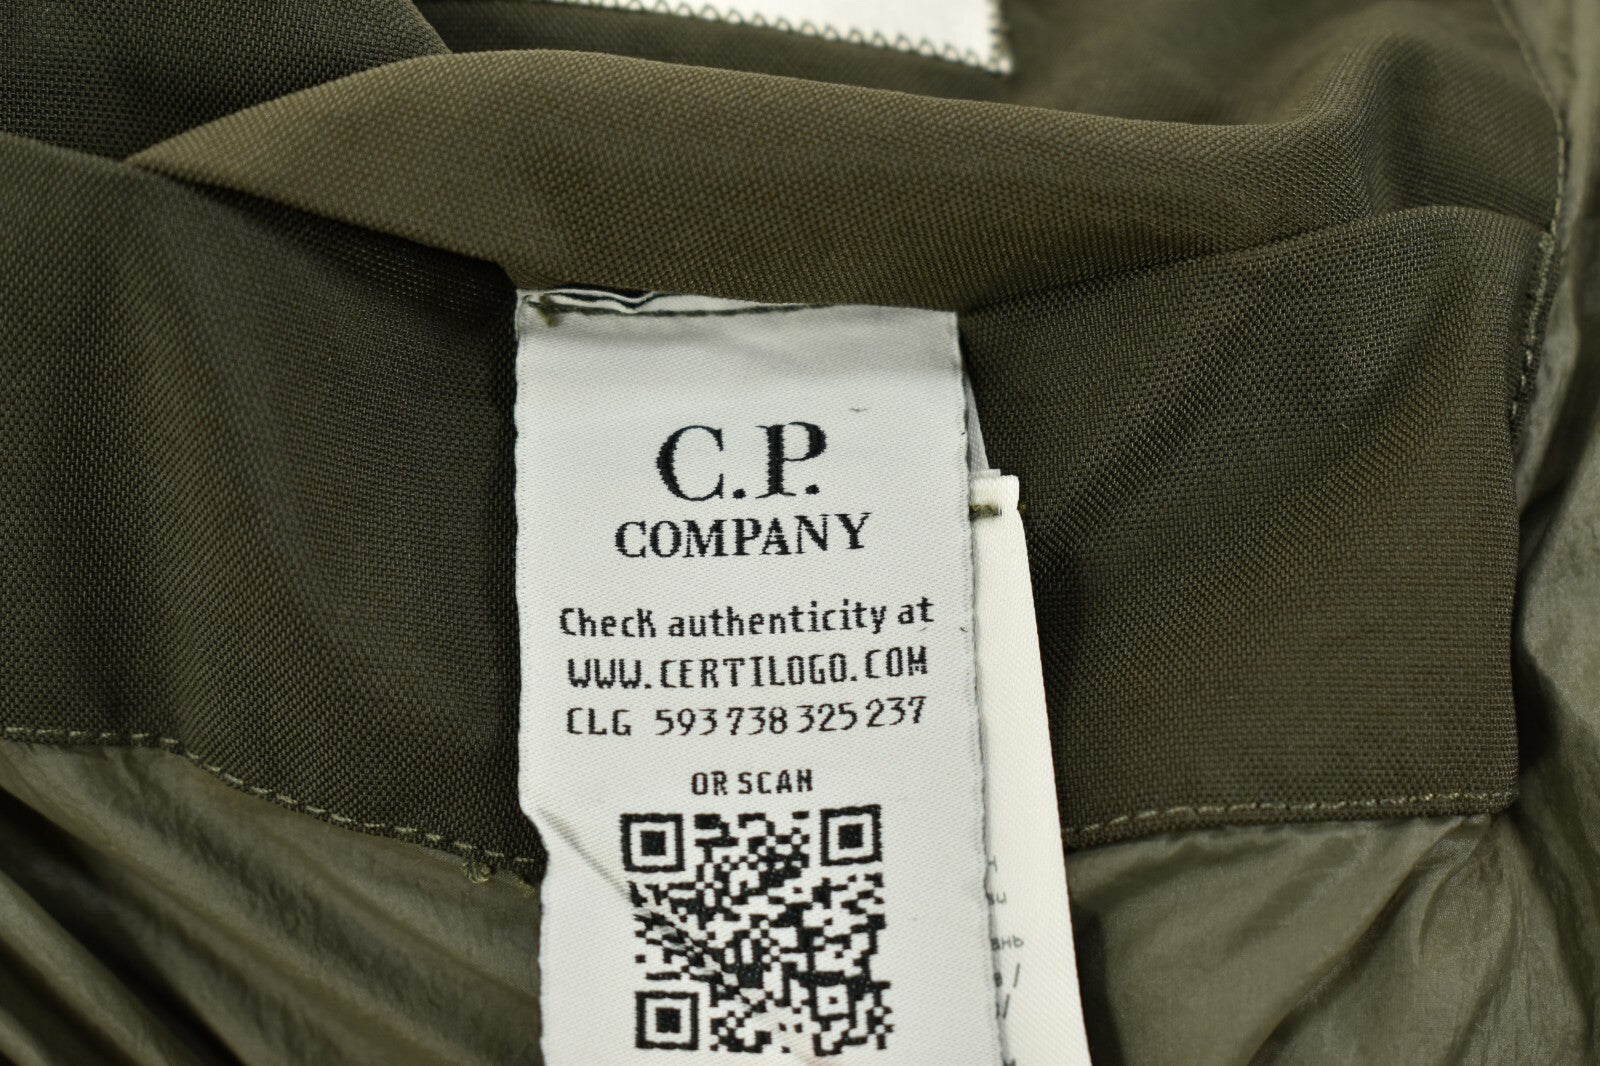 C.P.
COMPANY
Check authenticity at
WWW.CERTILOGO.COM
CLG 593 738 325 237
OR SCAN